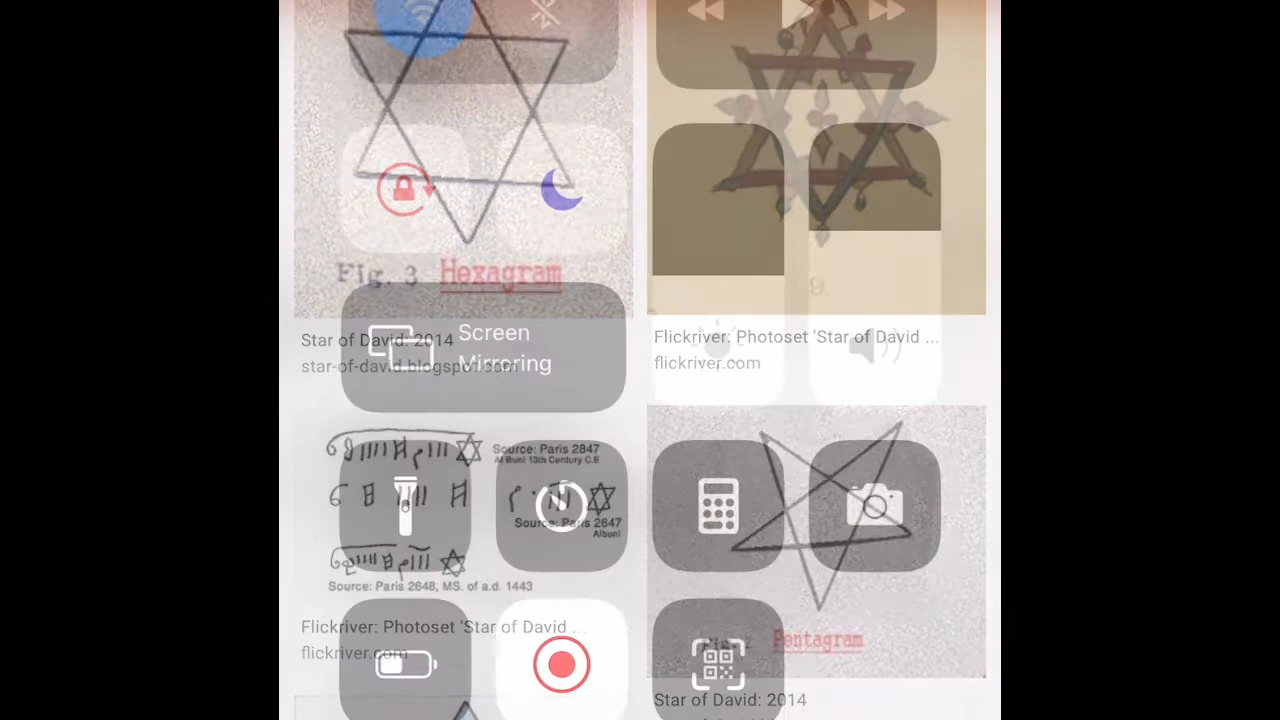 Fig. 3 Hexagram
Star of David: 2014
star-of-david.blogspot.com
Screen
Mirroring
Flickriver: Photoset 'Star of David ...
flickriver.com
Source: Paris 2847
Al Buni 13th Century C.E
Source: Paris 2647
Albuni
Source: Paris 2648, MS. of a.d. 1443
Flickriver: Photoset 'Star of David ...
flickriver.com
Pentagram
Star of David: 2014